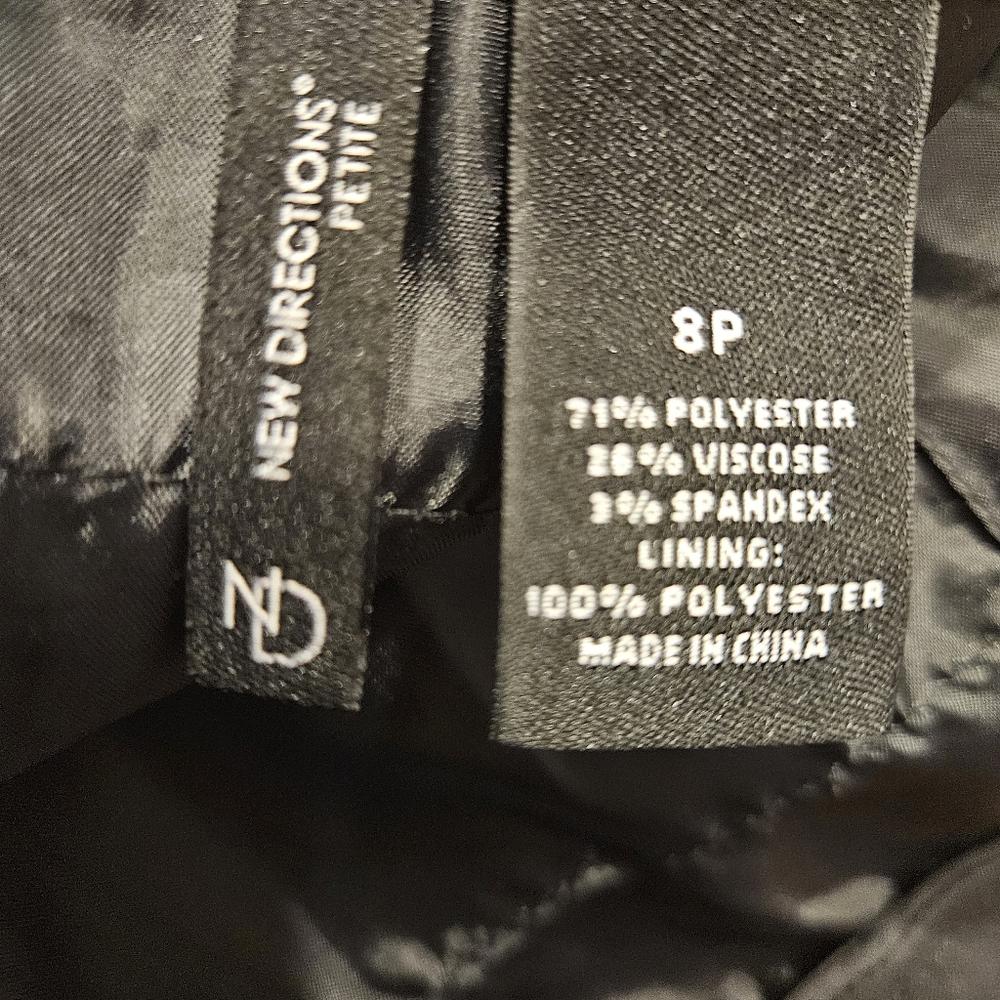 NEW DIRECTIONS®
PETITE
ND
8P
71% POLYESTER
26% VISCOSE
3% SPANDEX
LINING:
100% POLYESTER
MADE IN CHINA